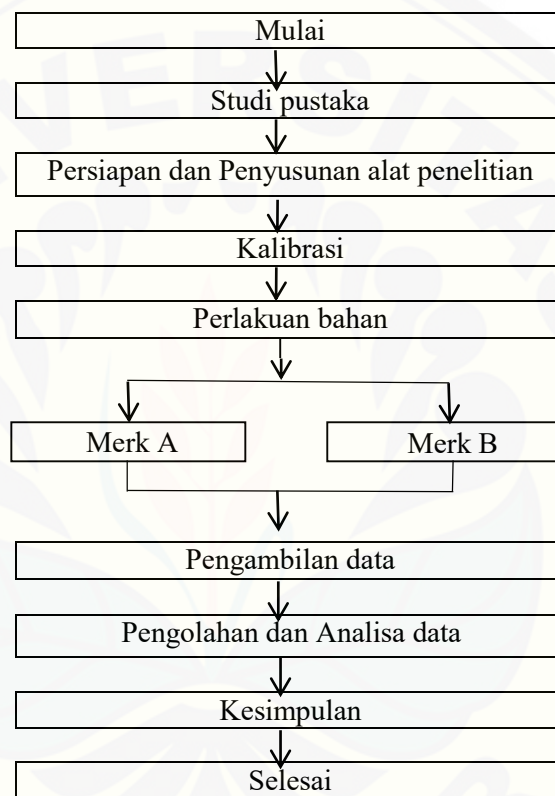 Mulai
Studi pustaka
Persiapan dan Penyusunan alat penelitian
Kalibrasi
Perlakuan bahan
Merk A
Merk B
Pengambilan data
Pengolahan dan Analisa data
Kesimpulan
Selesai